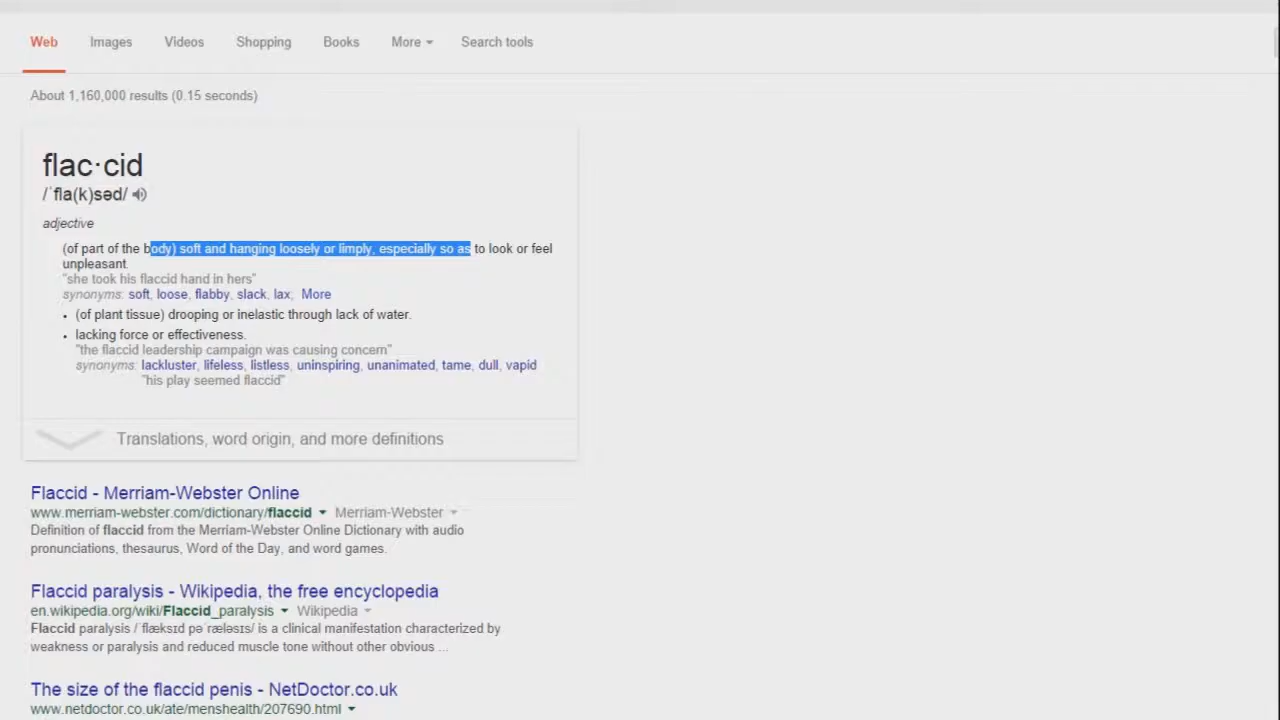 Web Images Videos Shopping Books More Search tools
About 1,160,000 results (0.15 seconds)
flac·cid
/ˈfla(k)səd/
adjective
(of part of the body) soft and hanging loosely or limply, especially so as to look or feel
unpleasant.
"she took his flaccid hand in hers"
synonyms: soft, loose, flabby, slack, lax; More
• (of plant tissue) drooping or inelastic through lack of water.
• lacking force or effectiveness.
"the flaccid leadership campaign was causing concern"
synonyms: lackluster, lifeless, listless, uninspiring, unanimated, tame, dull, vapid
"his play seemed flaccid"
Translations, word origin, and more definitions
Flaccid - Merriam-Webster Online
www.merriam-webster.com/dictionary/flaccid Merriam-Webster
Definition of flaccid from the Merriam-Webster Online Dictionary with audio
pronunciations, thesaurus, Word of the Day, and word games.
Flaccid paralysis - Wikipedia, the free encyclopedia
en.wikipedia.org/wiki/Flaccid_paralysis Wikipedia
Flaccid paralysis /ˈflæksɪd pəˈræləsɪs/ is a clinical manifestation characterized by
weakness or paralysis and reduced muscle tone without other obvious ...
The size of the flaccid penis - NetDoctor.co.uk
www.netdoctor.co.uk/ate/menshealth/207690.html